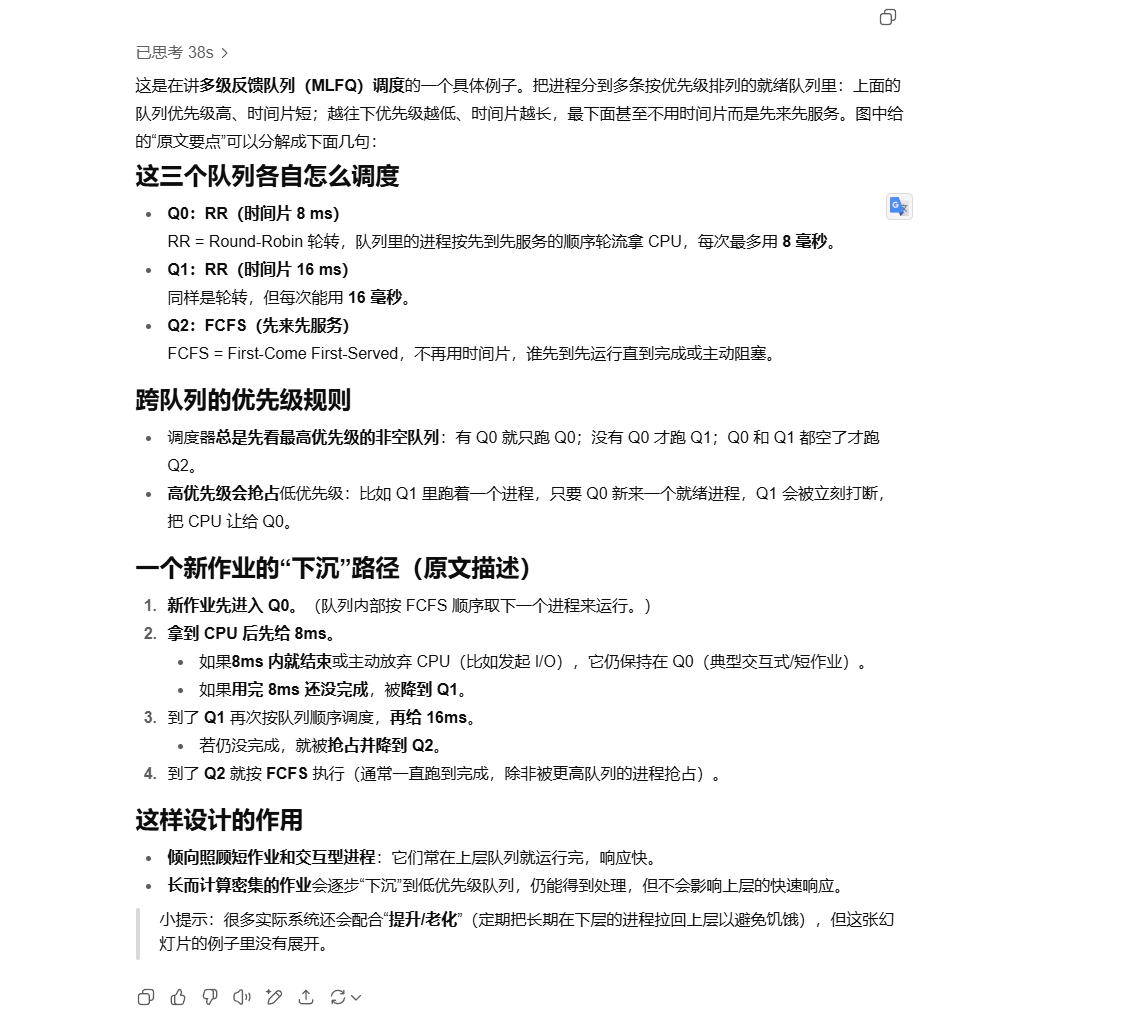 已思考 38s >
这是在讲多级反馈队列（MLFQ）调度的一个具体例子。把进程分到多条按优先级排列的就绪队列里：上面的
队列优先级高、时间片短；越往下优先级越低、时间片越长，最下面甚至不用时间片而是先来先服务。图中给
的“原文要点”可以分解成下面几句：
这三个队列各自怎么调度
• Q0：RR（时间片 8 ms）
RR = Round-Robin 轮转，队列里的进程按先到先服务的顺序轮流拿 CPU，每次最多用 8 毫秒。
• Q1：RR（时间片 16 ms）
同样是轮转，但每次能用 16 毫秒。
• Q2：FCFS（先来先服务）
FCFS = First-Come First-Served，不再用时间片，谁先到先运行直到完成或主动阻塞。
跨队列的优先级规则
• 调度器总是先看最高优先级的非空队列：有 Q0 就只跑 Q0；没有 Q0 才跑 Q1；Q0 和 Q1 都空了才跑
Q2。
• 高优先级会抢占低优先级：比如 Q1 里跑着一个进程，只要 Q0 新来一个就绪进程，Q1 会被立刻打断，
把 CPU 让给 Q0。
一个新作业的“下沉”路径（原文描述）
1. 新作业先进入 Q0。（队列内部按 FCFS 顺序取下一个进程来运行。）
2. 拿到 CPU 后先给 8ms。
• 如果8ms 内就结束或主动放弃 CPU（比如发起 I/O），它仍保持在 Q0（典型交互式/短作业）。
• 如果用完 8ms 还没完成，被降到 Q1。
3. 到了 Q1 再次按队列顺序调度，再给 16ms。
• 若仍没完成，就被抢占并降到 Q2。
4. 到了 Q2 就按 FCFS 执行（通常一直跑到完成，除非被更高队列的进程抢占）。
这样设计的作用
• 倾向照顾短作业和交互型进程：它们常在上层队列就运行完，响应快。
• 长而计算密集的作业会逐步“下沉”到低优先级队列，仍能得到处理，但不会影响上层的快速响应。
小提示：很多实际系统还会配合“提升/老化”（定期把长期在下层的进程拉回上层以避免饥饿），但这张幻
灯片的例子里没有展开。